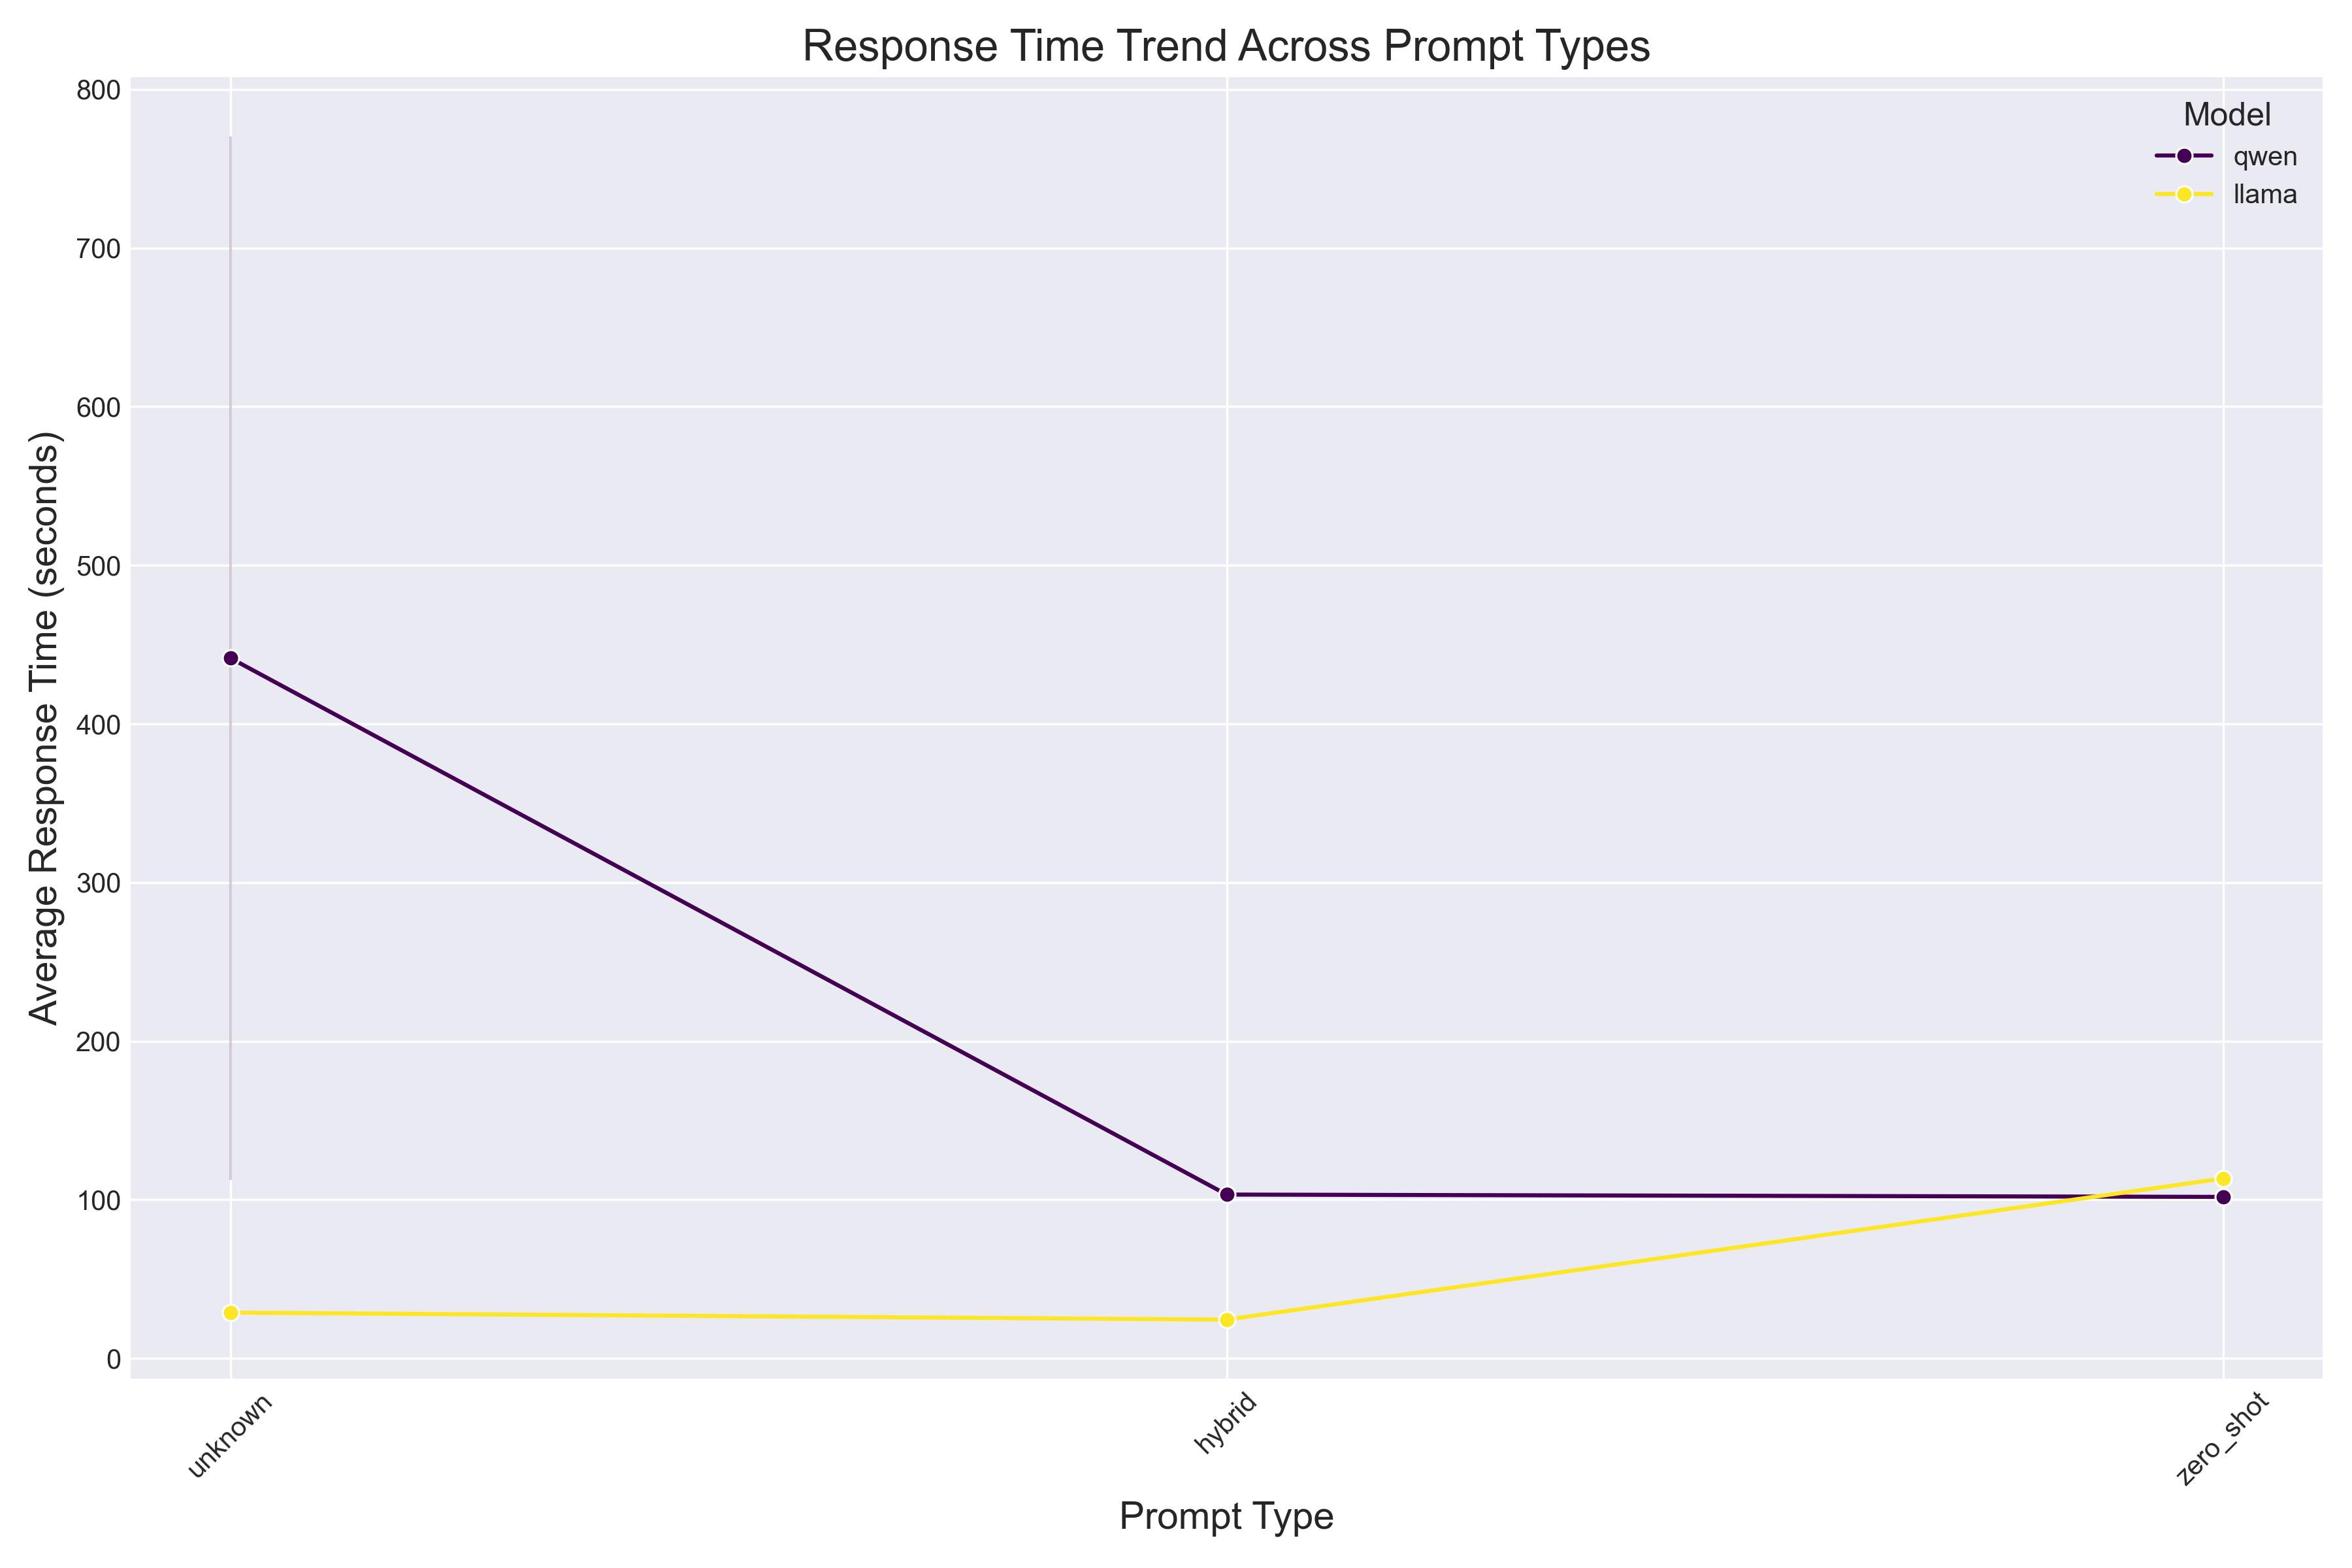 Response Time Trend Across Prompt Types
Model
qwen
llama
Average Response Time (seconds)
800
700
600
500
400
300
200
100
0
unknown
hybrid
zero_shot
Prompt Type